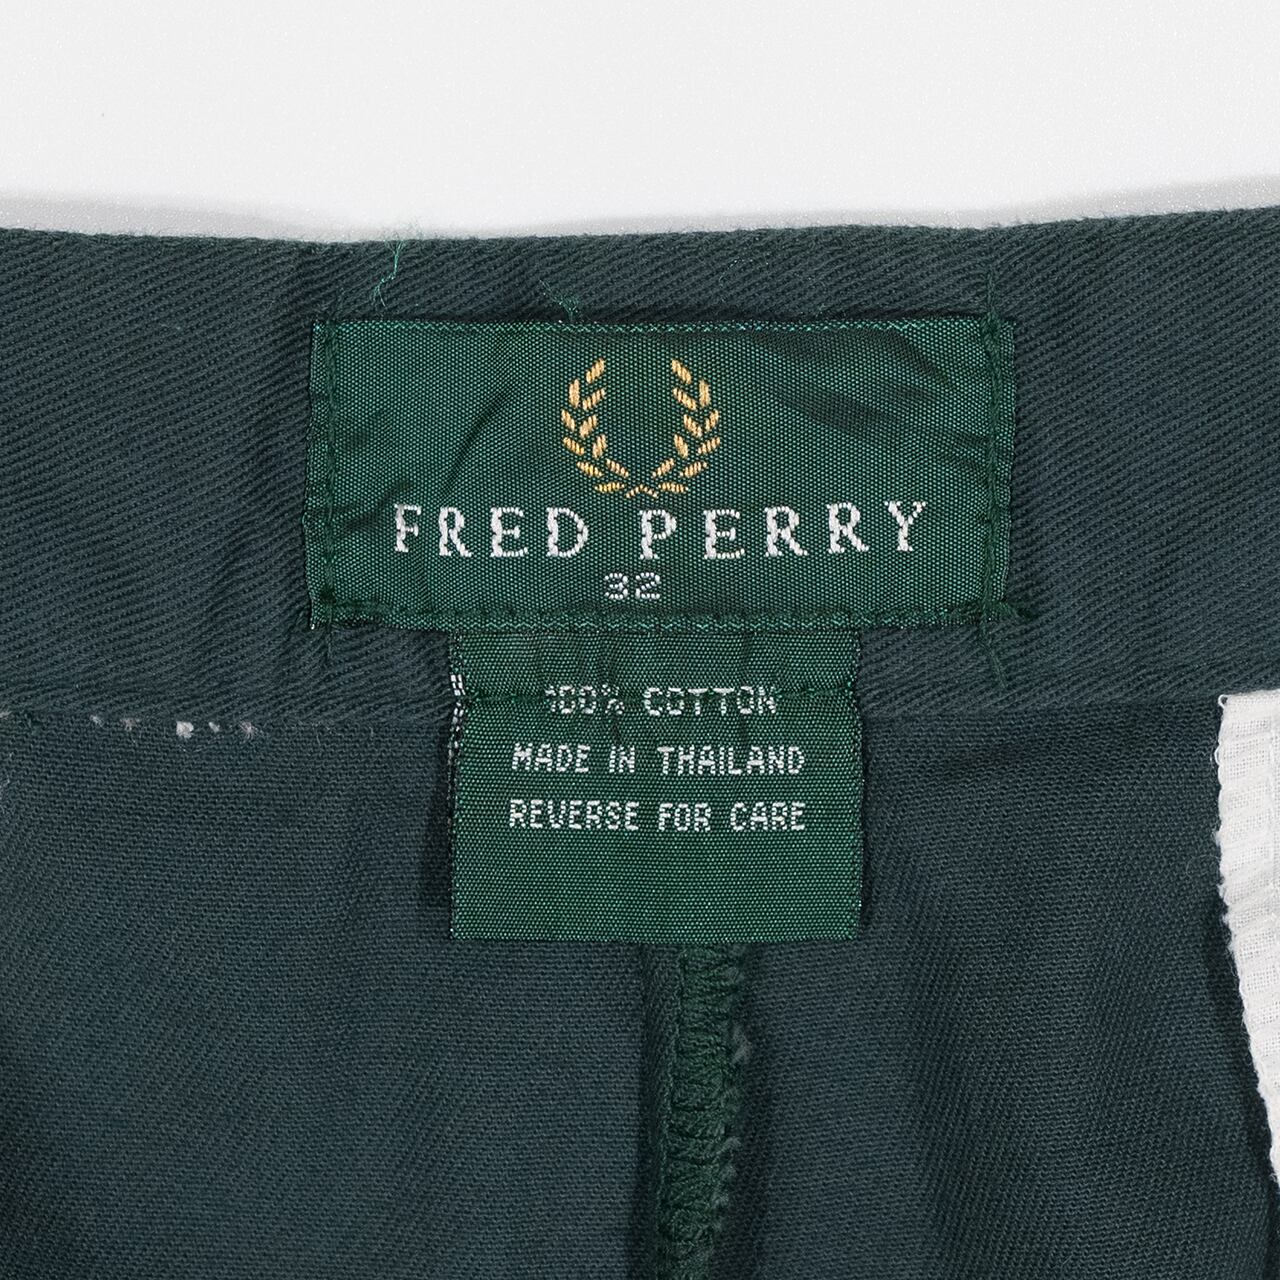 FRED PERRY
32
100% COTTON
MADE IN THAILAND
REVERSE FOR CARE